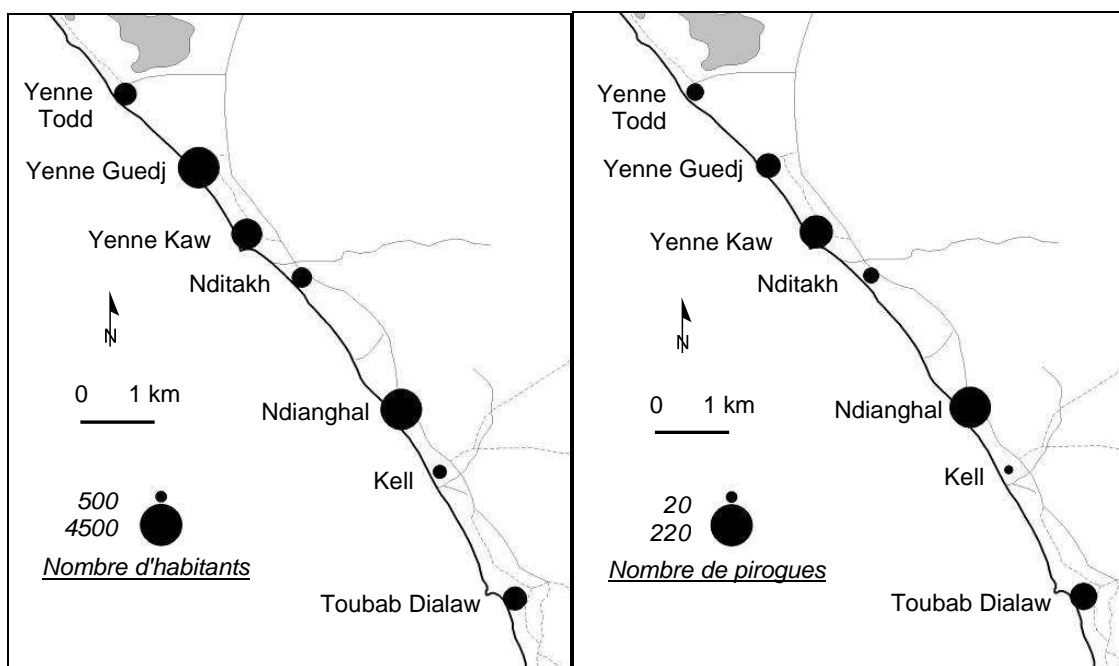 Yenne
Todd
Yenne Guedj
Yenne Kaw
Nditakh
N
0 1 km
Ndianghal
Kell
500
4500
Nombre d'habitants
Toubab Dialaw
Yenne
Todd
Yenne Guedj
Yenne Kaw
Nditakh
N
0 1 km
Ndianghal
Kell
20
220
Nombre de pirogues
Toubab Dialaw